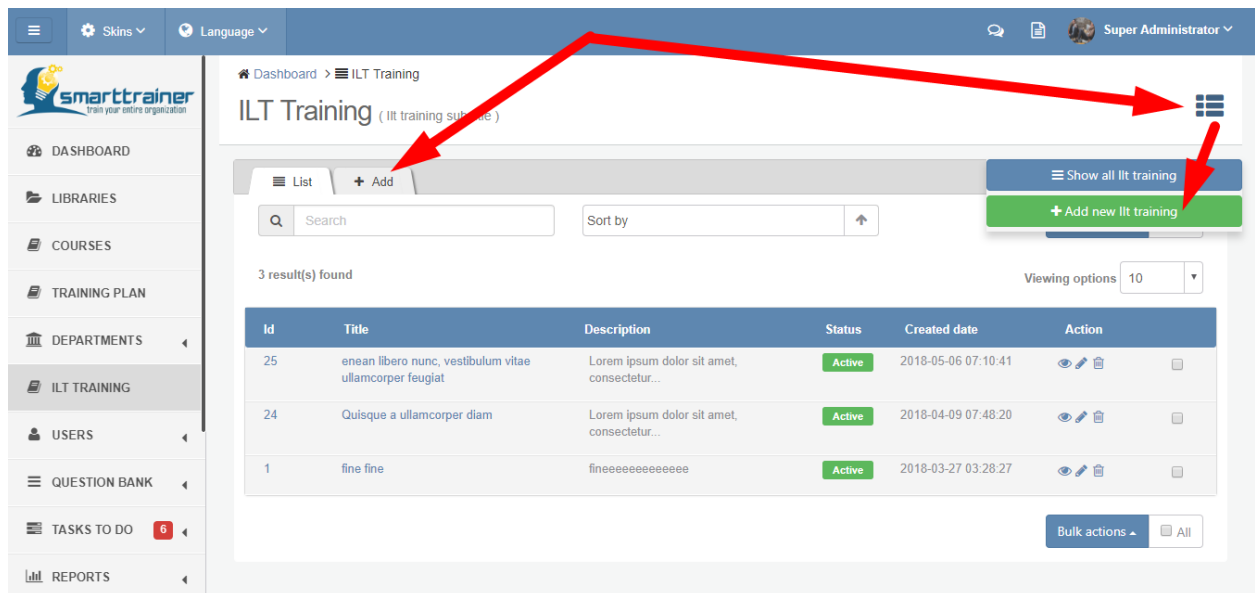 Skins Language Super Administrator
smarttrainer
train your entire organization
Dashboard > ILT Training
ILT Training ( Ilt training )
DASHBOARD
LIBRARIES
COURSES
TRAINING PLAN
DEPARTMENTS
ILT TRAINING
USERS
QUESTION BANK
TASKS TO DO 6
REPORTS
List Add
Show all Ilt training
Add new Ilt training
Search Sort by
3 result(s) found Viewing options 10
Id Title Description Status Created date Action
25 enean libero nunc, vestibulum vitae Lorem ipsum dolor sit amet, Active 2018-05-06 07:10:41
ullamcorper feugiat consectetur...
24 Quisque a ullamcorper diam Lorem ipsum dolor sit amet, Active 2018-04-09 07:48:20
consectetur...
1 fine fine fineeeeeeeeeeeee Active 2018-03-27 03:28:27
Bulk actions All